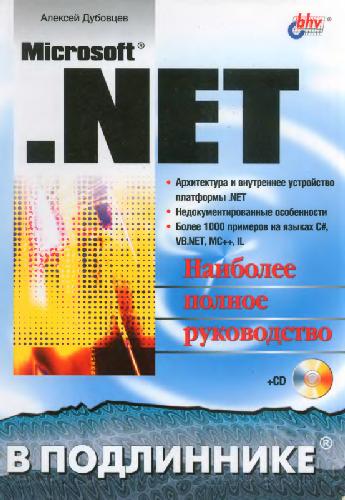 Алексей Дубовцев
bhv
®
Microsoft®
.NET
• Архитектура и внутреннее устройство
платформы .NET
• Недокументированные особенности
• Более 1000 примеров на языках C#,
VB.NET, MC++, IL
Наиболее
полное
руководство
+CD
В ПОДЛИННИКЕ®